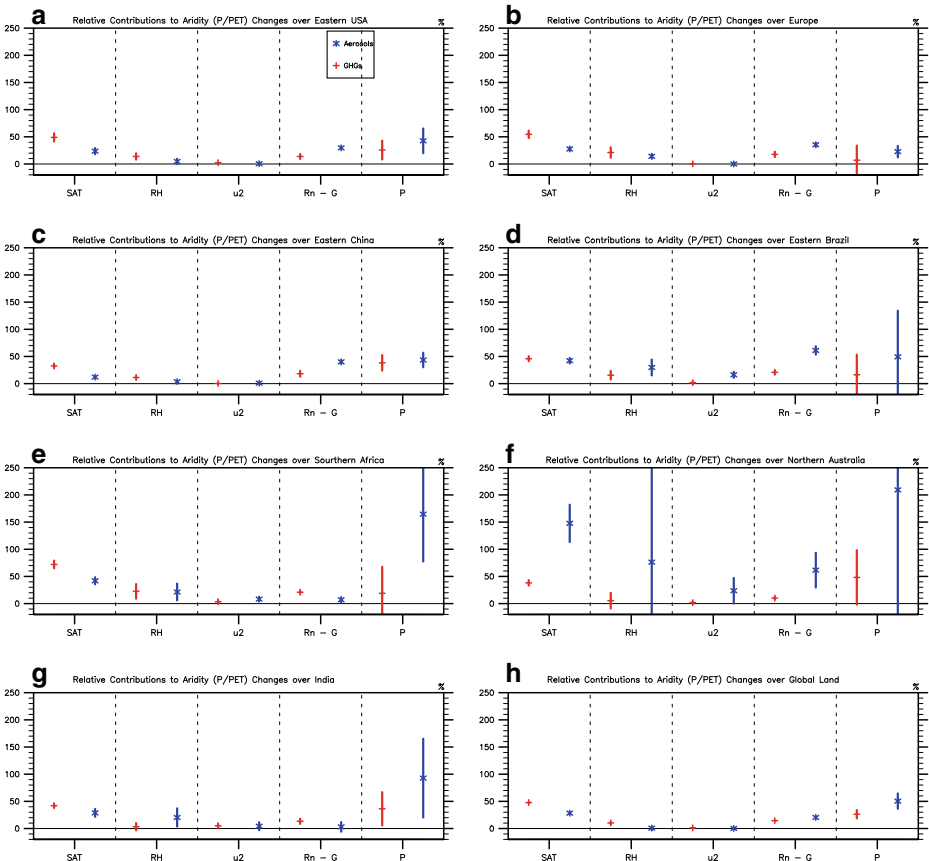 a Relative Contributions to Aridity (P/PET) Changes over Eastern USA %
250
200
150
100
50
0
Aerosols
GHGs
SAT RH u2 Rn – G P
b Relative Contributions to Aridity (P/PET) Changes over Europe %
250
200
150
100
50
0
SAT RH u2 Rn – G P
c Relative Contributions to Aridity (P/PET) Changes over Eastern China %
250
200
150
100
50
0
SAT RH u2 Rn – G P
d Relative Contributions to Aridity (P/PET) Changes over Eastern Brazil %
250
200
150
100
50
0
SAT RH u2 Rn – G P
e Relative Contributions to Aridity (P/PET) Changes over Sourthern Africa %
250
200
150
100
50
0
SAT RH u2 Rn – G P
f Relative Contributions to Aridity (P/PET) Changes over Northern Australia %
250
200
150
100
50
0
SAT RH u2 Rn – G P
g Relative Contributions to Aridity (P/PET) Changes over India %
250
200
150
100
50
0
SAT RH u2 Rn – G P
h Relative Contributions to Aridity (P/PET) Changes over Global Land %
250
200
150
100
50
0
SAT RH u2 Rn – G P